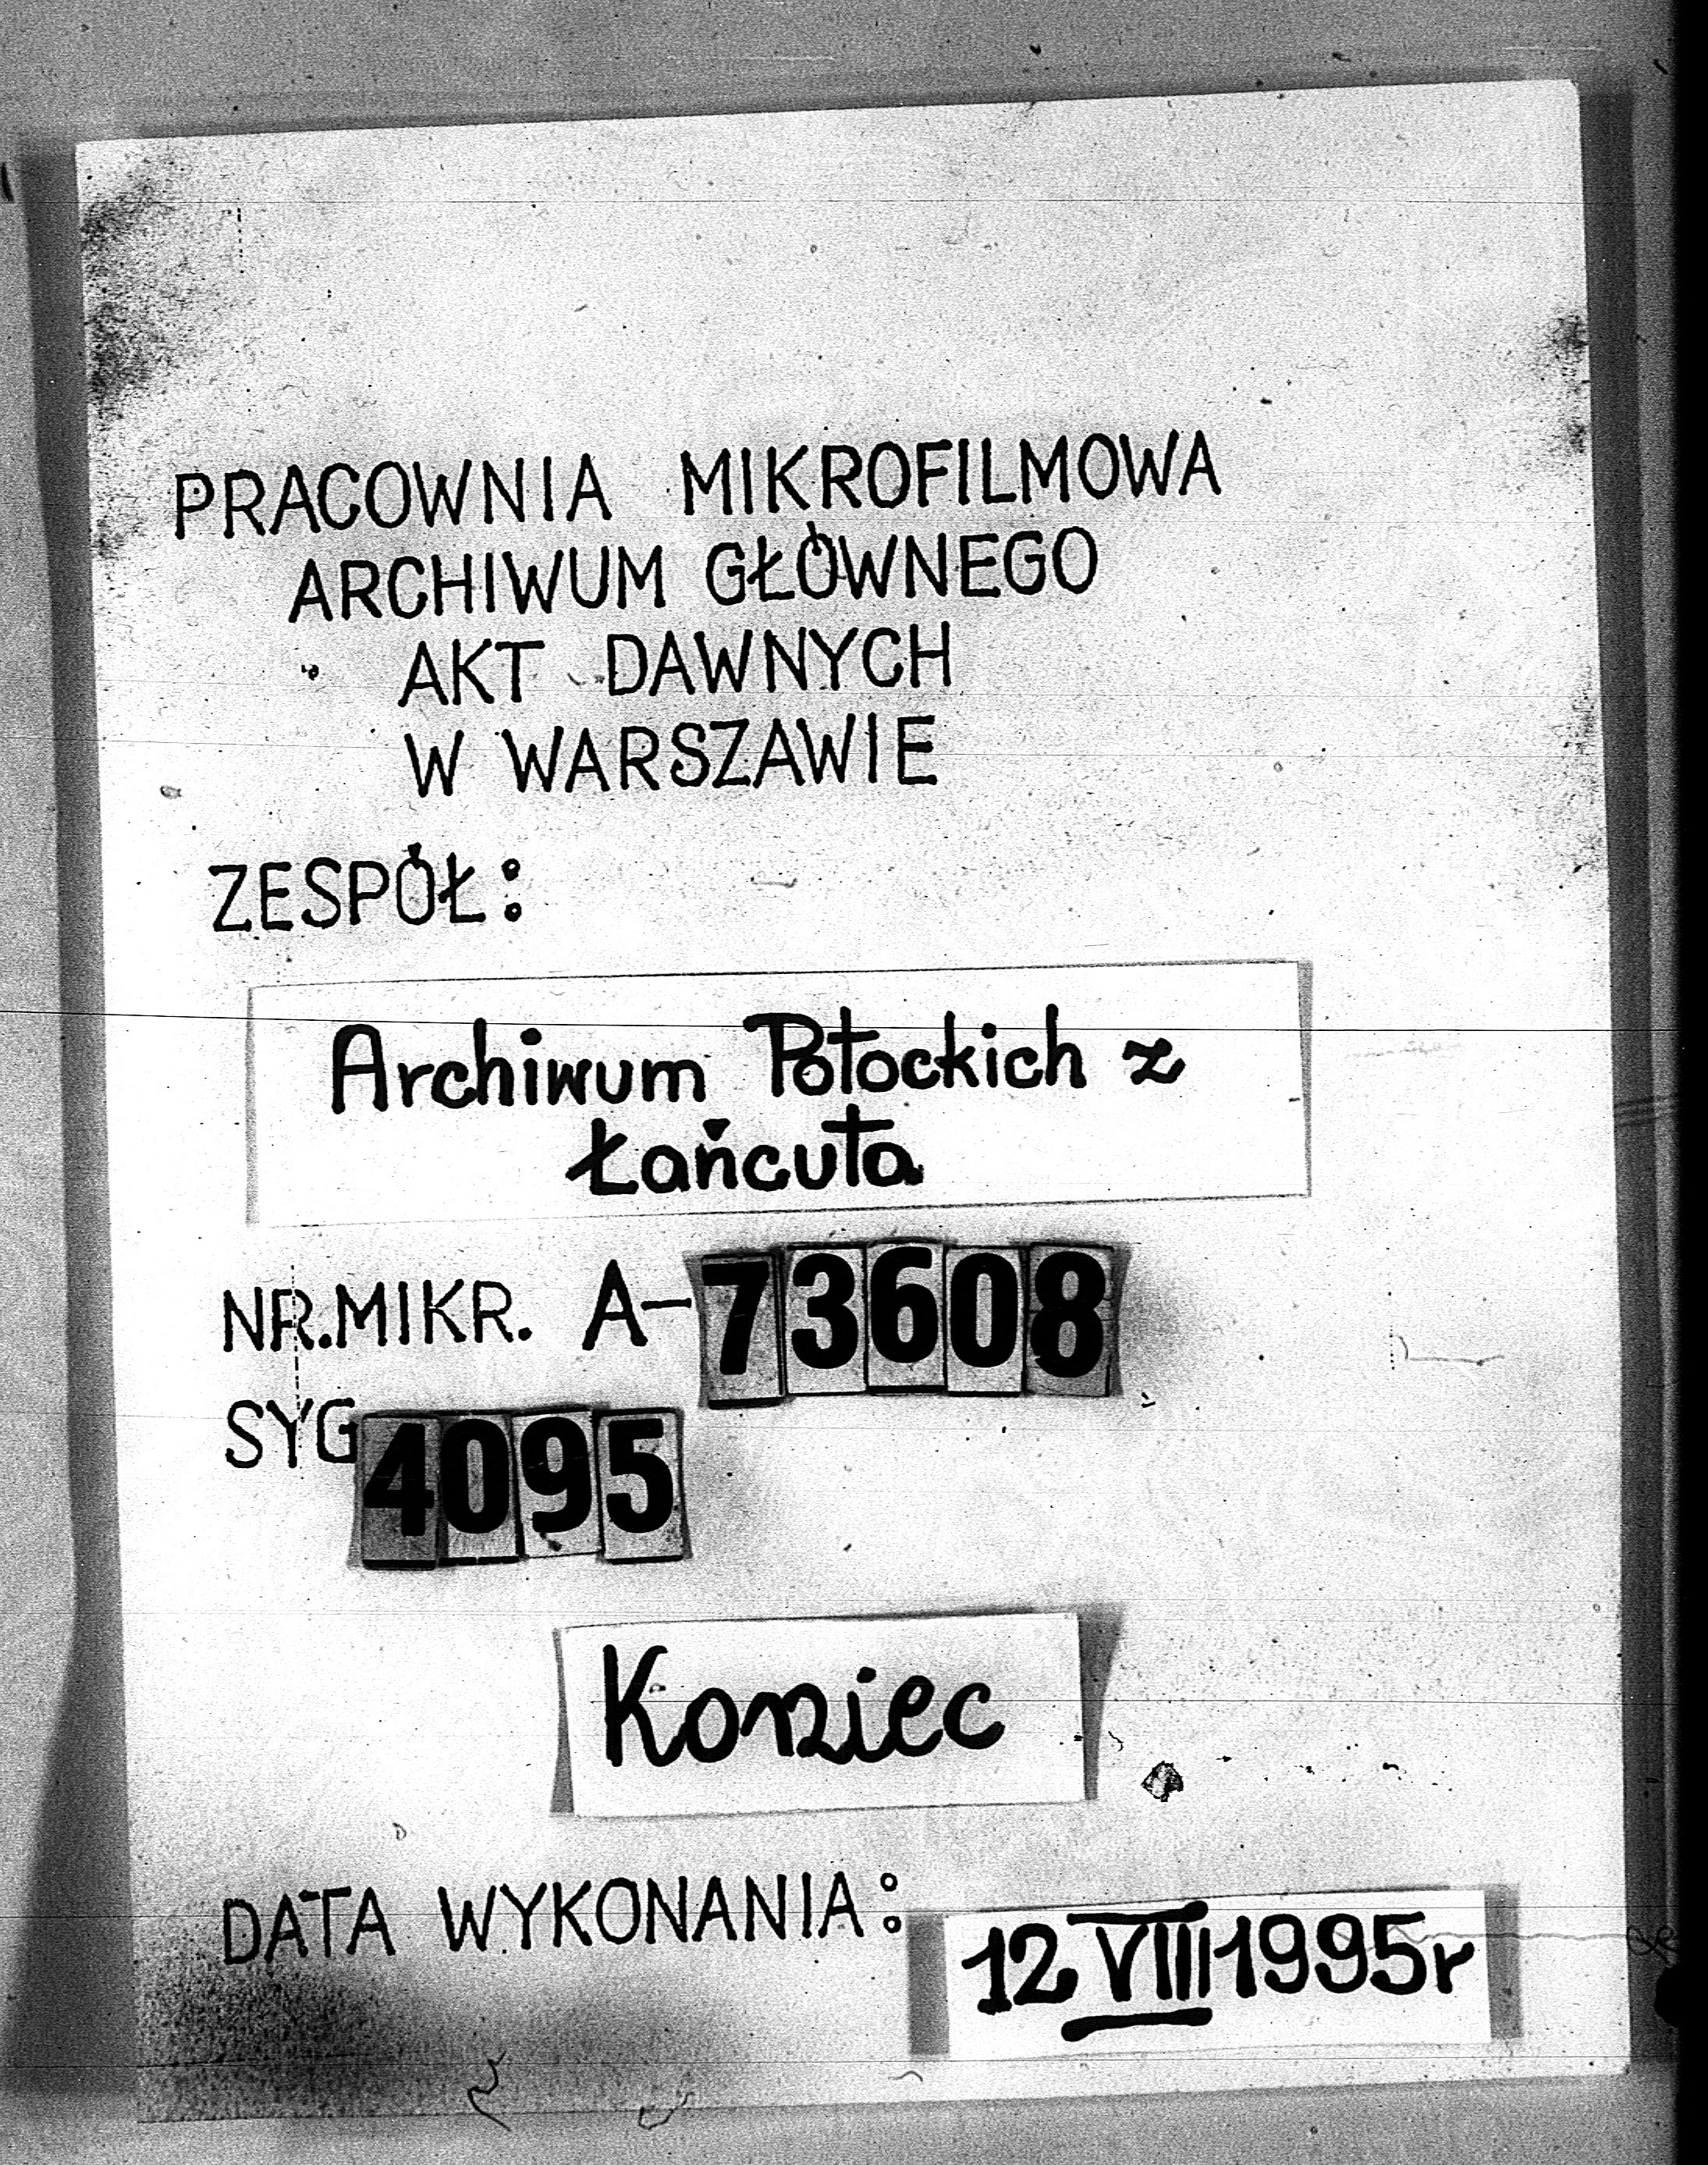 PRACOWNIA MIKROFILMOWA
ARCHIWUM GŁÓWNEGO
AKT DAWNYCH
W WARSZAWIE
ZESPÓŁ:
Archiwum Potockich z
Łańcuta
NR.MIKR. A-73608
SYG 4095
Koniec
DATA WYKONANIA: 12 VIII 1995r